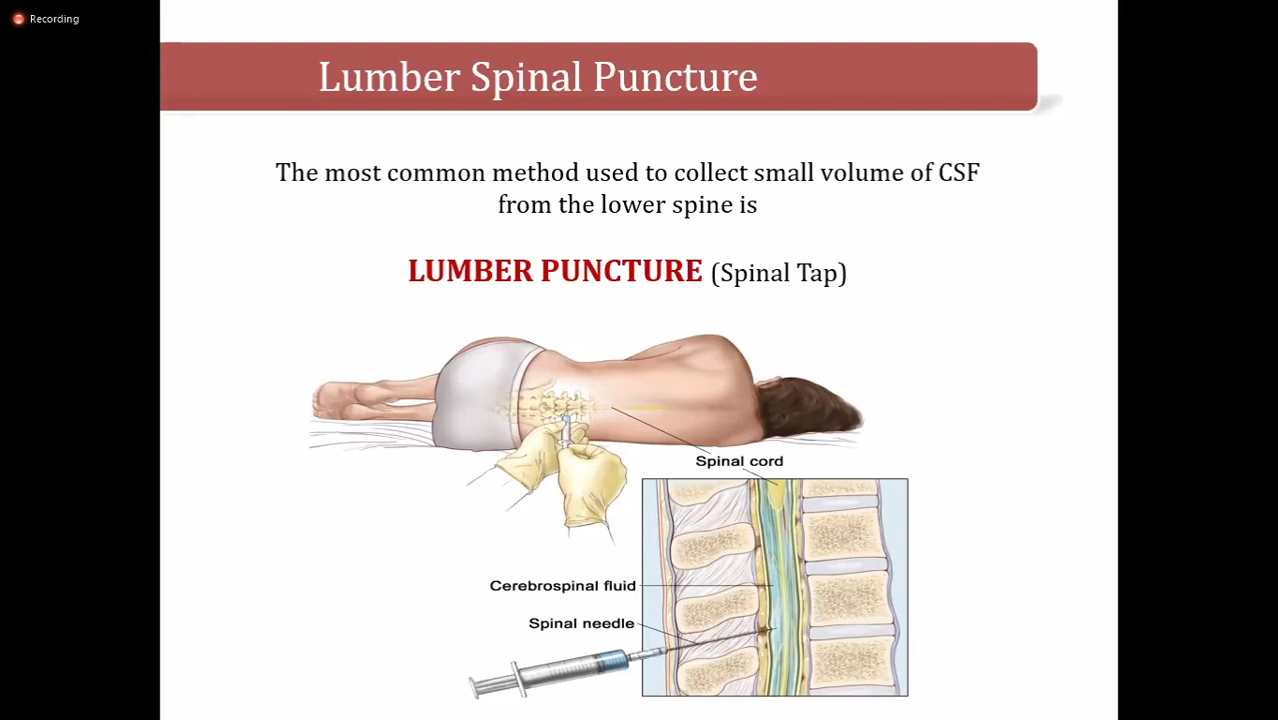 Recording
Lumber Spinal Puncture
The most common method used to collect small volume of CSF
from the lower spine is
LUMBER PUNCTURE (Spinal Tap)
Spinal cord
Cerebrospinal fluid
Spinal needle